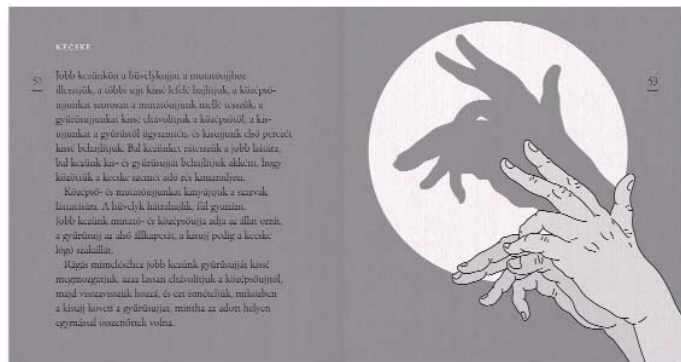 KECSKE
52
Jobb kezünkön a hüvelykujjat a mutatóujjhoz
illesztjük, a többi ujjt kissé lefelé hajlítjuk, a középső-
ujjunkat szorosan a mutatóujjunk mellé tesszük, a
gyűrűsujjunkat kissé eltávolítjuk a középsőtől, a kis-
ujjunkat a gyűrűstől úgyszintén, és kisujjunk első percét
kissé behajlítjuk. Bal kezünket rátesszük a jobb hátára,
bal kezünk kis- és gyűrűsujját behajlítjuk akként, hogy
közöttük a kecske szemét adó rés kamaradjon.
Középső- és mutatóujjunkat kinyújtjuk a szarvak
láttatására. A hüvelyk hátrahajlik, fül gyanánt.
Jobb kezünk mutató- és középsőujja adja az állat orrát,
a gyűrűsujj az alsó állkapcsát, a kisujj pedig a kecske
lógó szakállát.
Rágás mímeléséhez jobb kezünk gyűrűsujját kissé
megmozgatjuk, azaz lassan eltávolítjuk a középsőujjtól,
majd visszavisszük hozzá, és ezt ismételjük, miközben
a kisujj követi a gyűrűsujjat, mintha az adott helyen
egymással összenőttek volna.
53